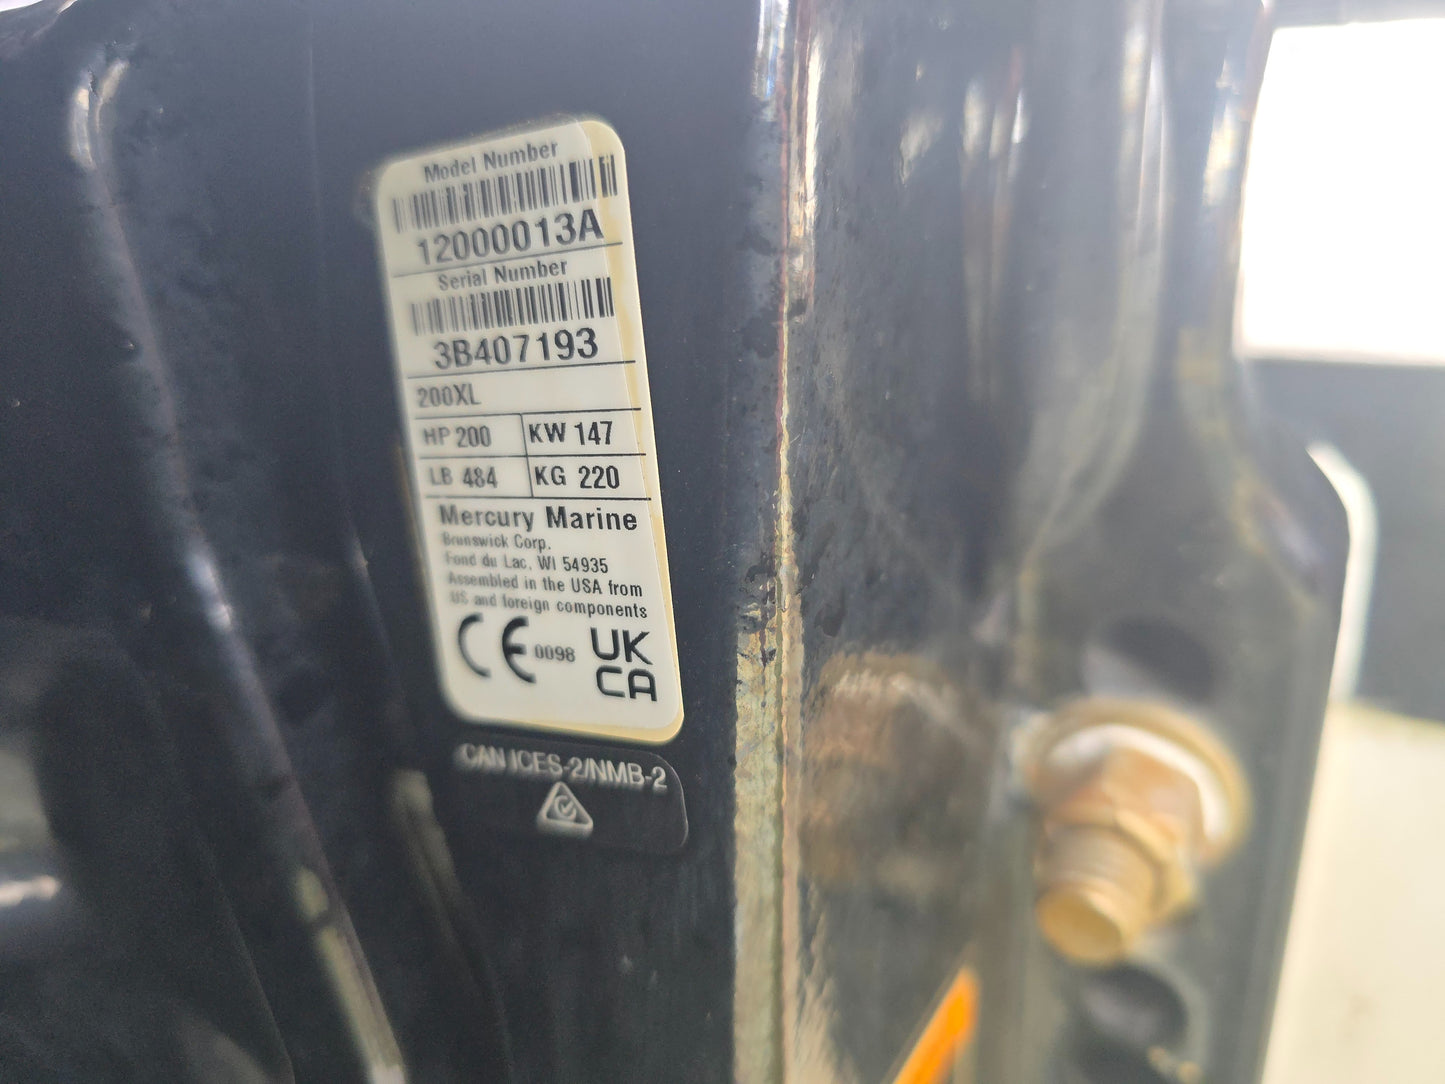 Model Number
12000013A
Serial Number
3B407193
200XL
HP 200 KW 147
LB 484 KG 220
Mercury Marine
Brunswick Corp.
Fond du Lac, WI 54935
Assembled in the USA from
US and foreign components
CE 0098 UK
CA
CAN ICES-2/NMB-2